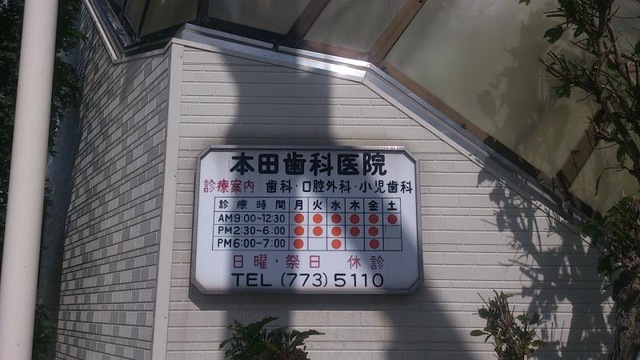 本田歯科医院
診療案内 歯科・口腔外科・小児歯科
診療時間 月 火 水 木 金 土
AM9:00~12:30 ● ● ● ● ● ●
PM2:30~6:00 ● ● ● ● ●
PM6:00~7:00 ● ● ●
日曜・祭日 休診
TEL (773) 5110